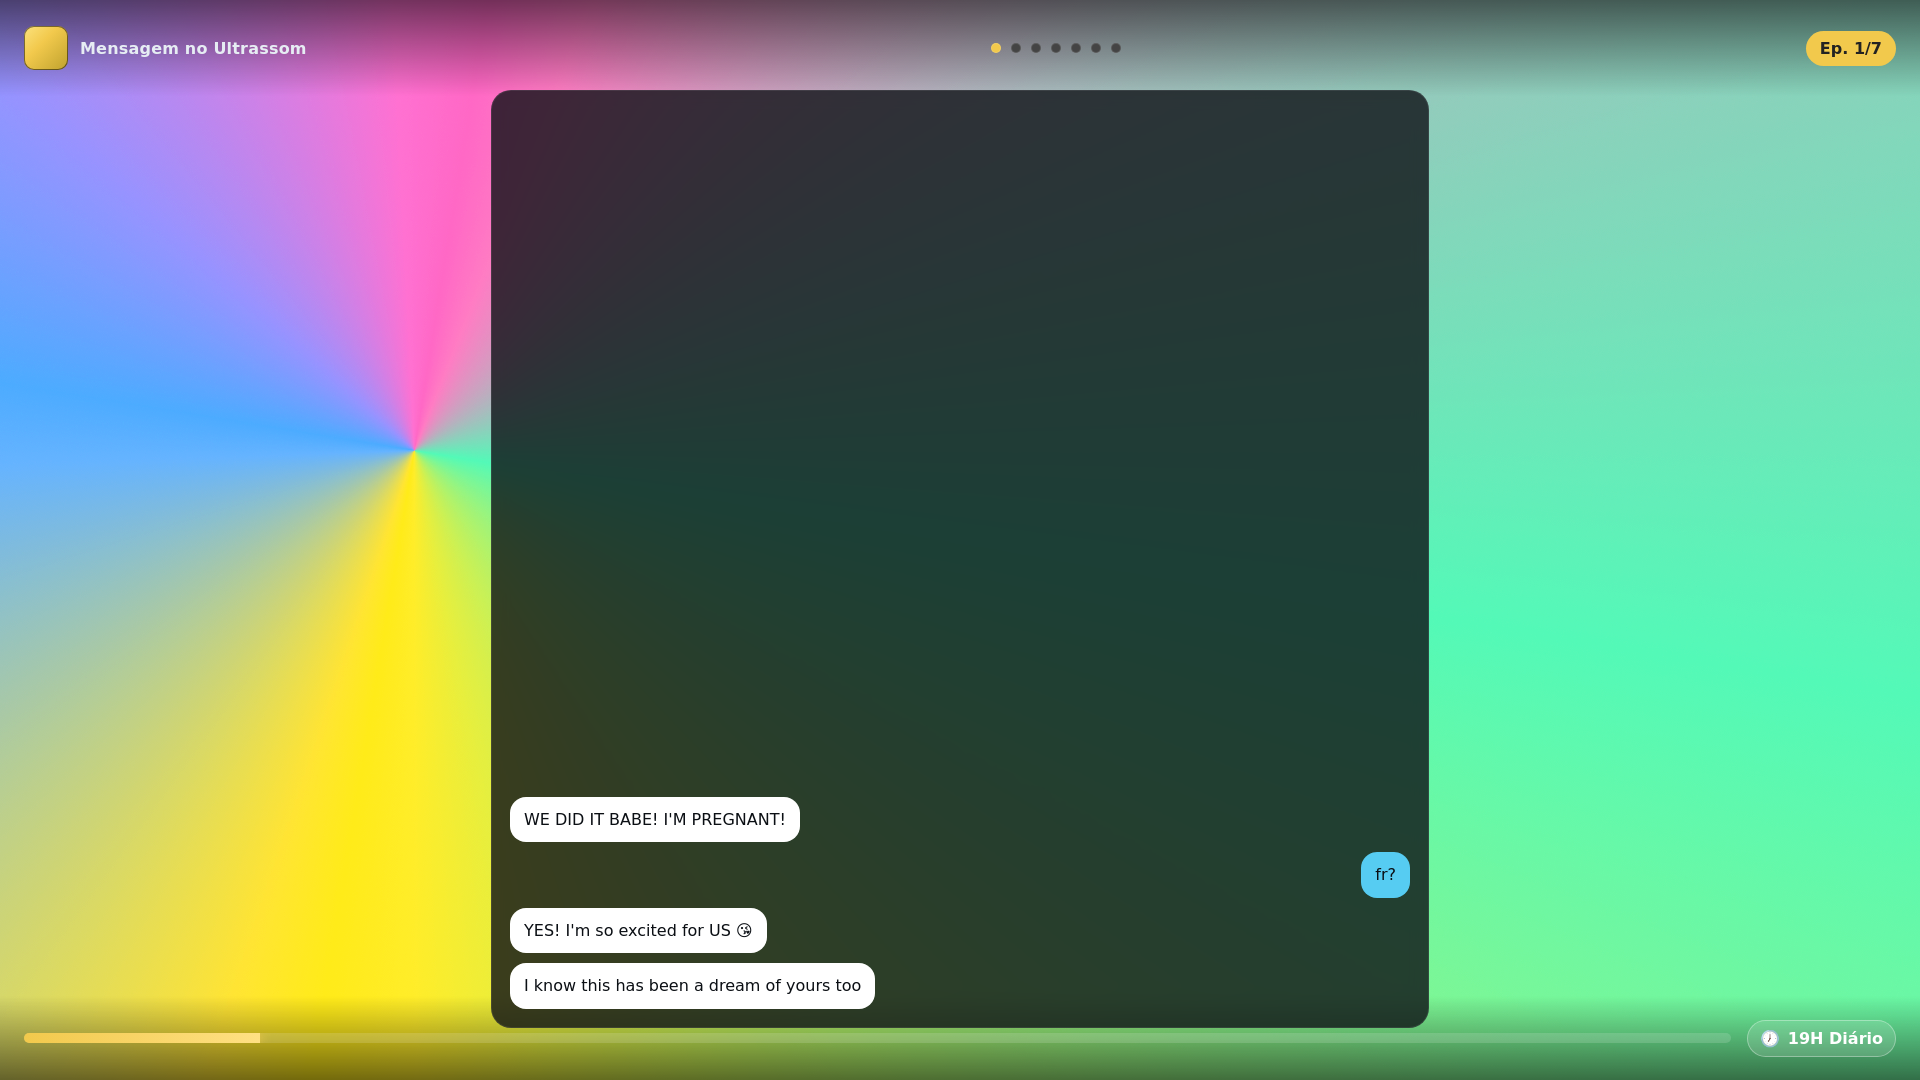 Mensagem no Ultrassom
Ep. 1/7
WE DID IT BABE! I'M PREGNANT!
fr?
YES! I'm so excited for US 😘
I know this has been a dream of yours too
🕖 19H Diário